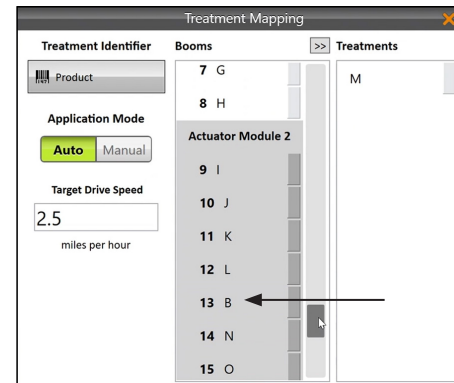 Treatment Mapping
Treatment Identifier
Product
Application Mode
Auto Manual
Target Drive Speed
2.5
miles per hour
Booms >>
7 G
8 H
Actuator Module 2
9 I
10 J
11 K
12 L
13 B
14 N
15 O
Treatments
M